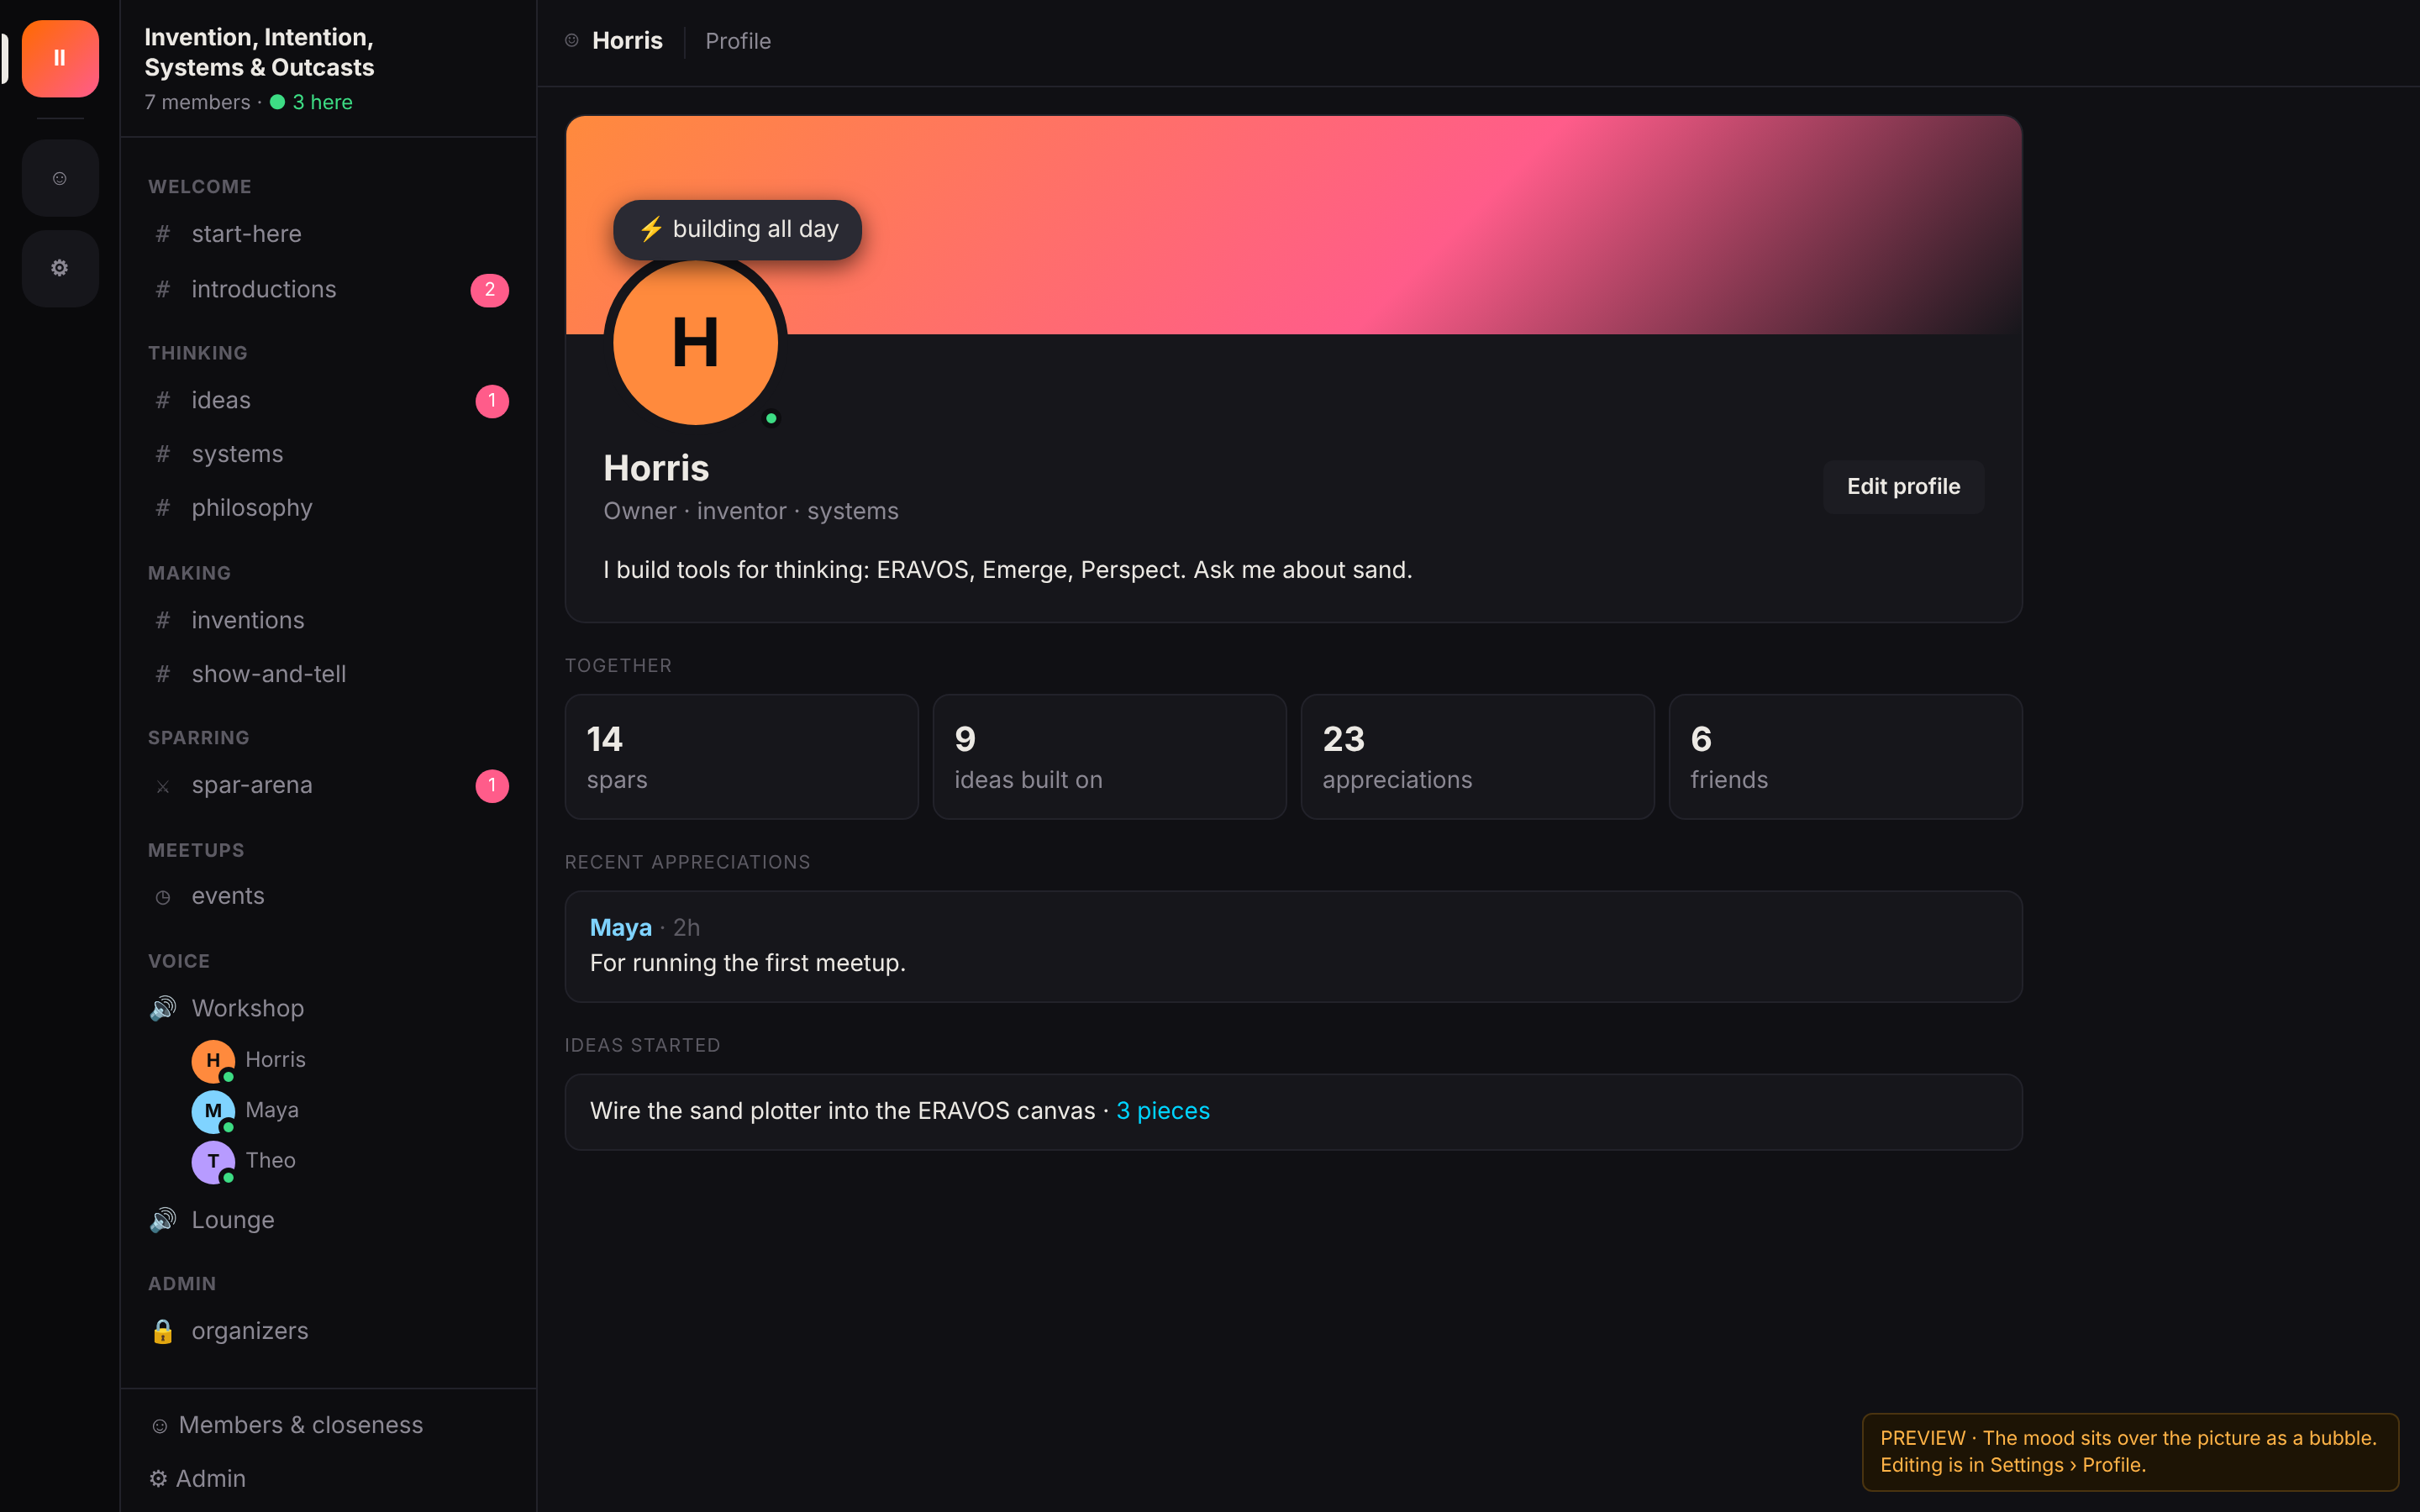 II
Invention, Intention,
Systems & Outcasts
7 members · 3 here
WELCOME
# start-here
# introductions 2
THINKING
# ideas 1
# systems
# philosophy
MAKING
# inventions
# show-and-tell
SPARRING
spar-arena 1
MEETUPS
events
VOICE
Workshop
H Horris
M Maya
T Theo
Lounge
ADMIN
organizers
Members & closeness
Admin
Horris Profile
⚡ building all day
H
Horris
Owner · inventor · systems
Edit profile
I build tools for thinking: ERAVOS, Emerge, Perspect. Ask me about sand.
TOGETHER
14 9 23 6
spars ideas built on appreciations friends
RECENT APPRECIATIONS
Maya · 2h
For running the first meetup.
IDEAS STARTED
Wire the sand plotter into the ERAVOS canvas · 3 pieces
PREVIEW · The mood sits over the picture as a bubble.
Editing is in Settings › Profile.